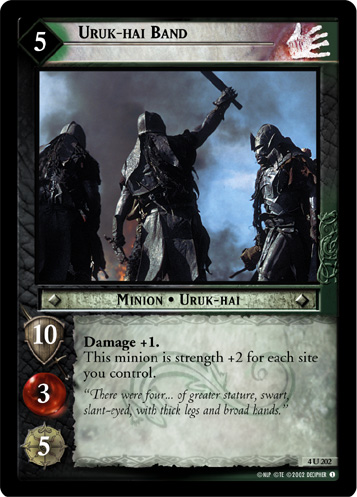 5
URUK-HAI BAND
MINION • URUK-HAI
10
Damage +1.
This minion is strength +2 for each site
you control.
3
“There were four... of greater stature, swart,
slant-eyed, with thick legs and broad hands.”
5
4 U 202
©NLP ©TE ©2002 DECIPHER